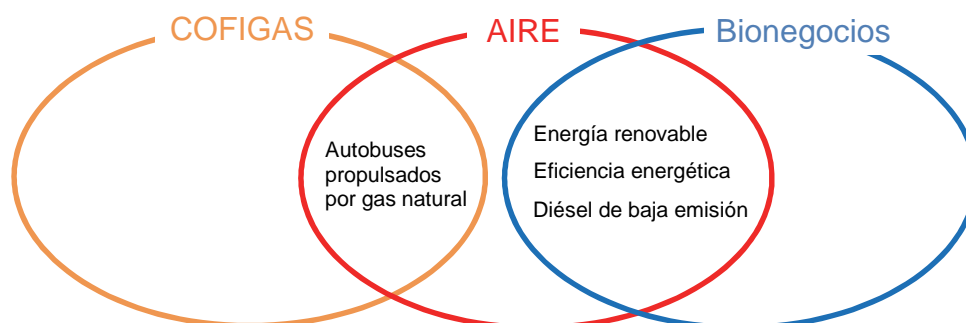 COFIGAS
AIRE
Bionegocios
Autobuses
propulsados
por gas natural
Energía renovable
Eficiencia energética
Diésel de baja emisión